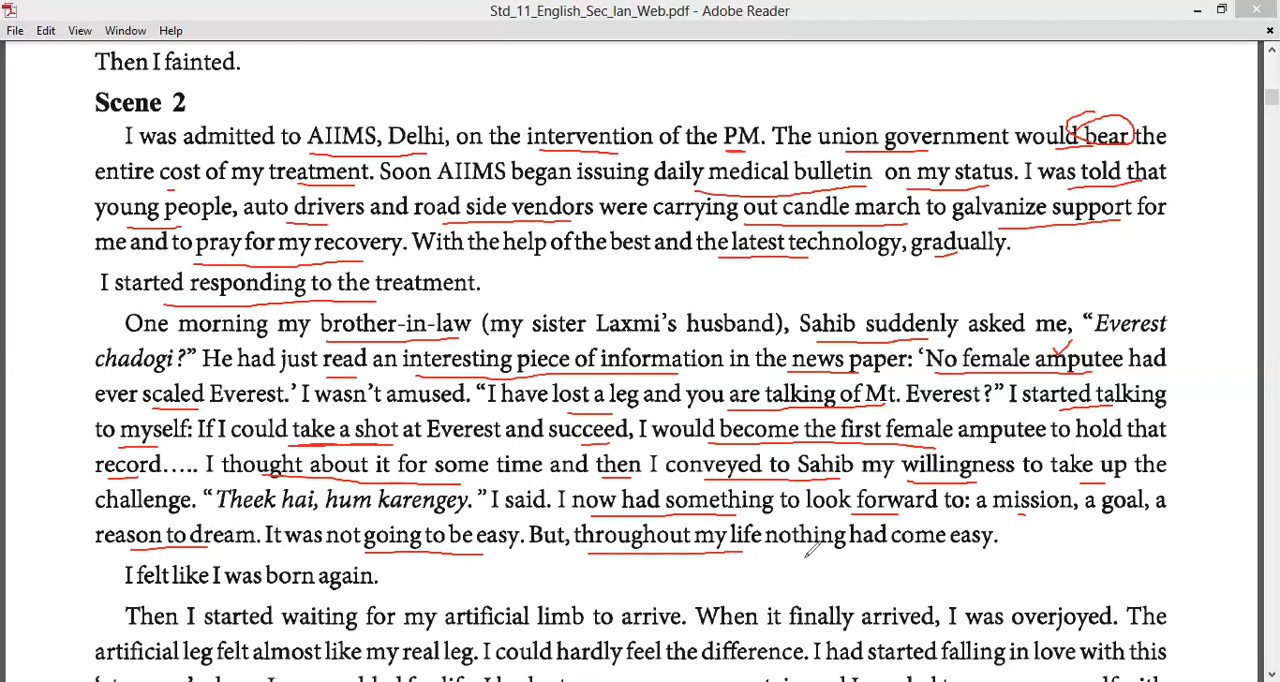 Std_11_English_Sec_lan_Web.pdf - Adobe Reader
File Edit View Window Help
Then I fainted.
Scene 2
I was admitted to AIIMS, Delhi, on the intervention of the PM. The union government would bear the
entire cost of my treatment. Soon AIIMS began issuing daily medical bulletin on my status. I was told that
young people, auto drivers and road side vendors were carrying out candle march to galvanize support for
me and to pray for my recovery. With the help of the best and the latest technology, gradually.
I started responding to the treatment.
One morning my brother-in-law (my sister Laxmi's husband), Sahib suddenly asked me, “Everest
chadogi?” He had just read an interesting piece of information in the news paper: ‘No female amputee had
ever scaled Everest.’ I wasn't amused. “I have lost a leg and you are talking of Mt. Everest?” I started talking
to myself: If I could take a shot at Everest and succeed, I would become the first female amputee to hold that
record..... I thought about it for some time and then I conveyed to Sahib my willingness to take up the
challenge. “Theek hai, hum karengey.” I said. I now had something to look forward to: a mission, a goal, a
reason to dream. It was not going to be easy. But, throughout my life nothing had come easy.
I felt like I was born again.
Then I started waiting for my artificial limb to arrive. When it finally arrived, I was overjoyed. The
artificial leg felt almost like my real leg. I could hardly feel the difference. I had started falling in love with this